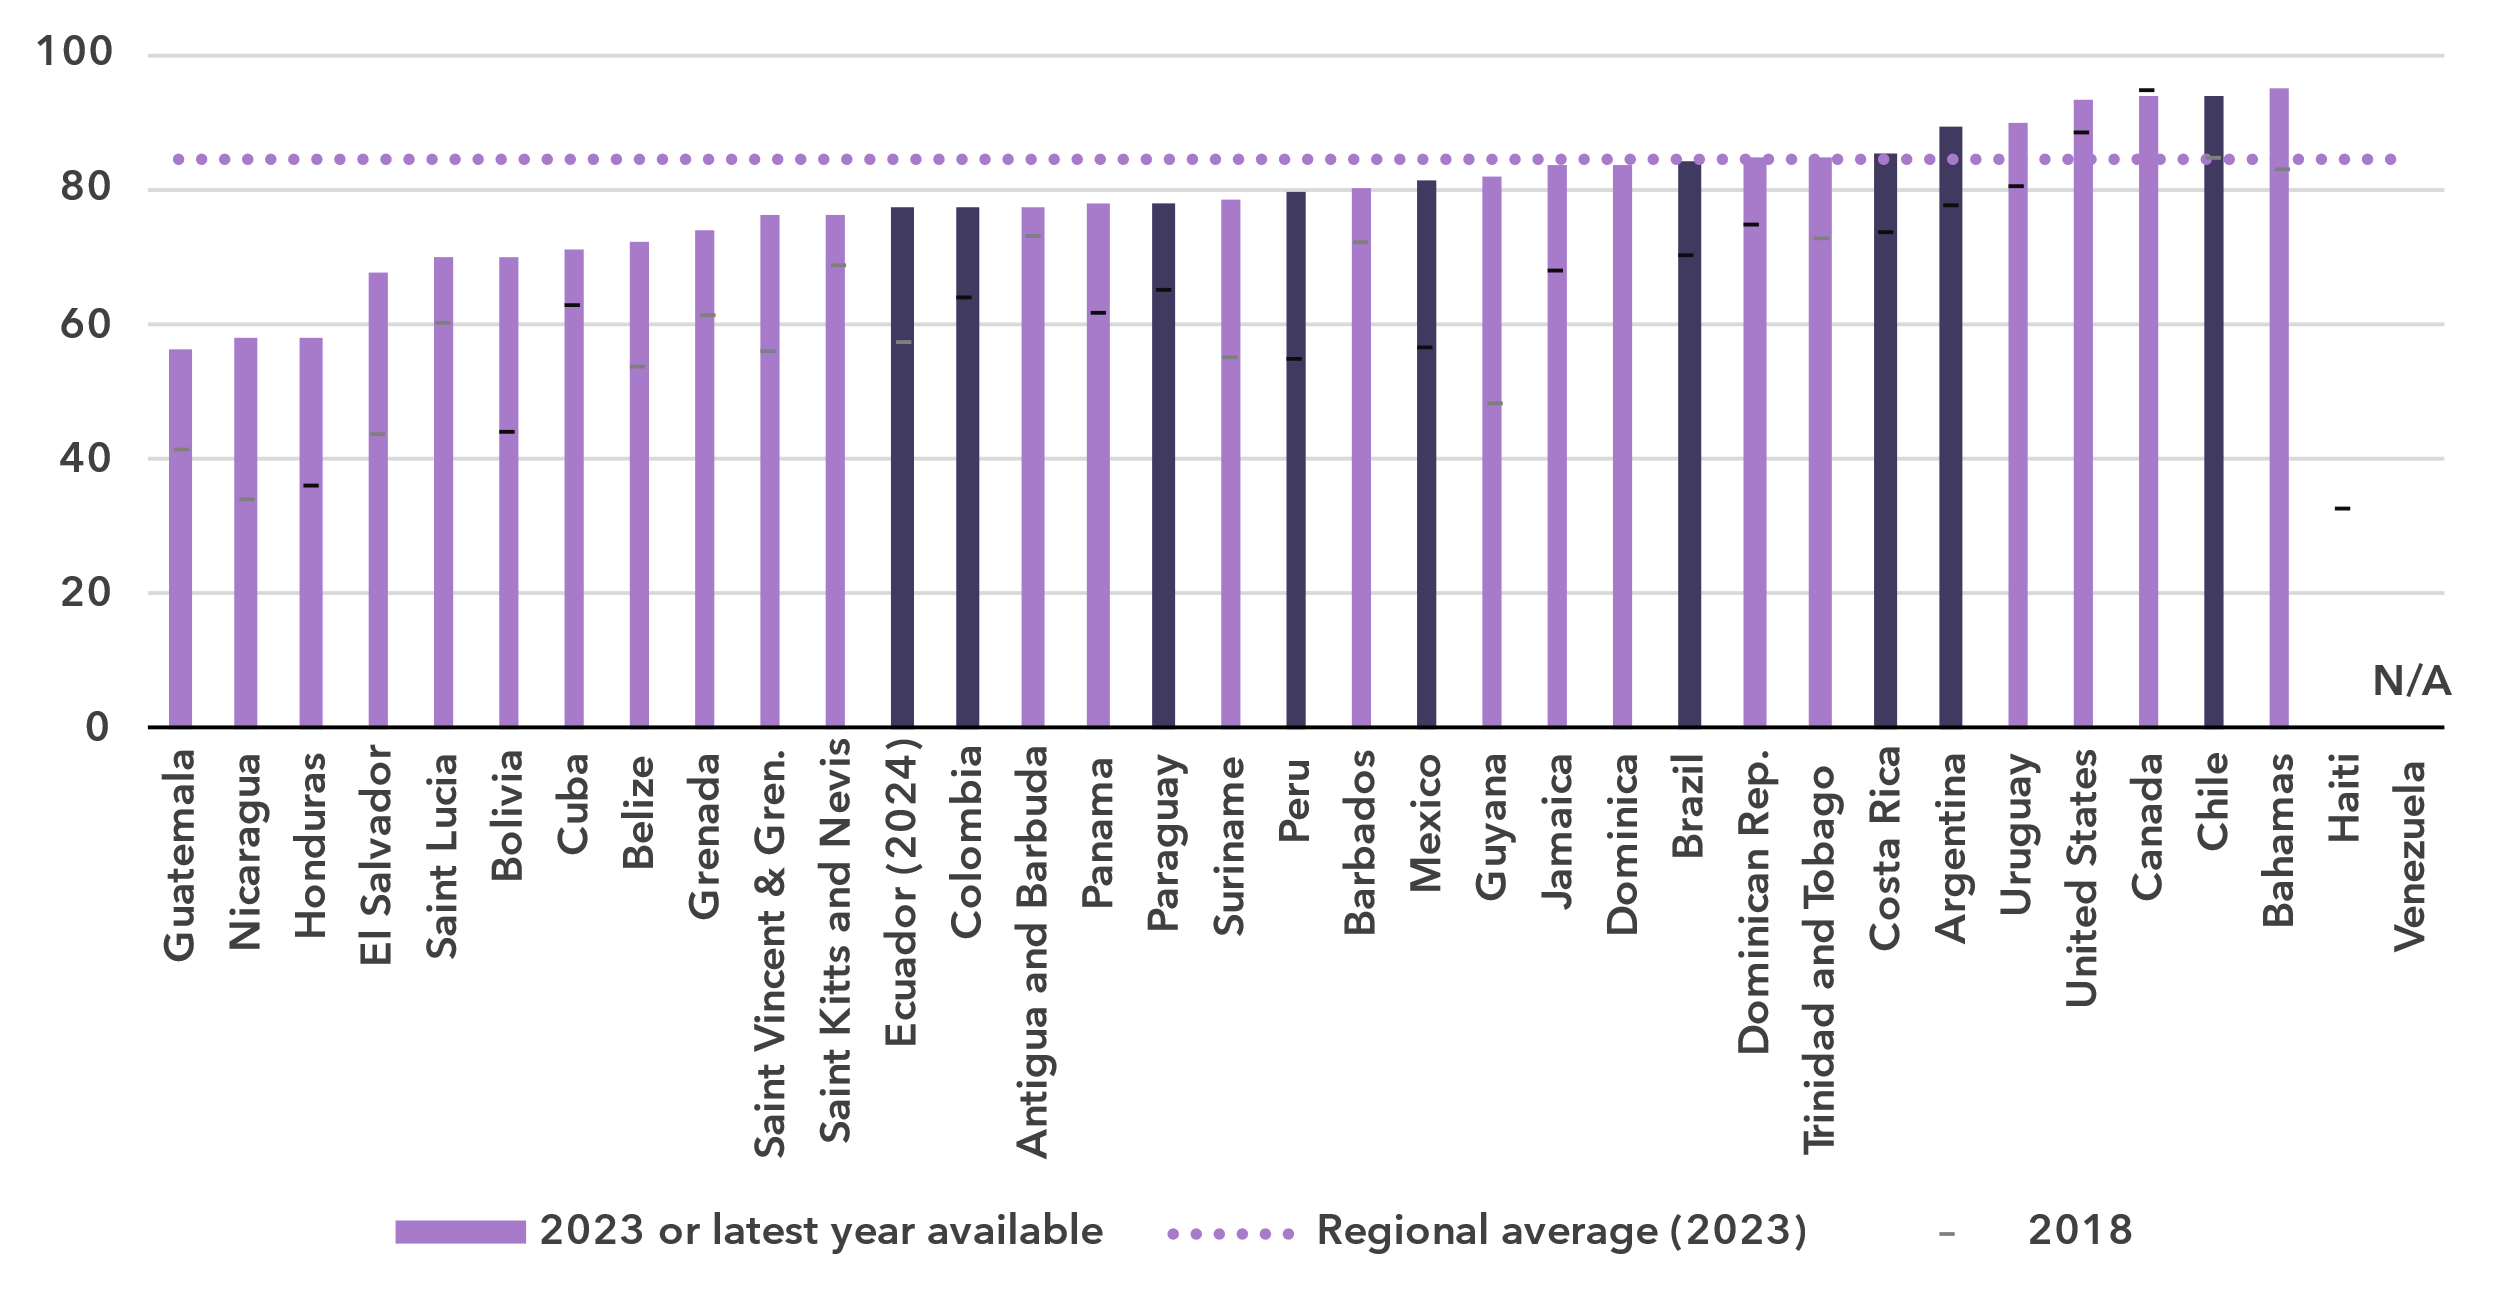 100
80
60
40
20
0
N/A
Guatemala
Nicaragua
Honduras
El Salvador
Saint Lucia
Bolivia
Cuba
Belize
Grenada
Saint Vincent & Gren.
Saint Kitts and Nevis
Ecuador (2024)
Colombia
Antigua and Barbuda
Panama
Paraguay
Suriname
Peru
Barbados
Mexico
Guyana
Jamaica
Dominica
Brazil
Dominican Rep.
Trinidad and Tobago
Costa Rica
Argentina
Uruguay
United States
Canada
Chile
Bahamas
Haiti
Venezuela
2023 or latest year available
Regional average (2023)
2018